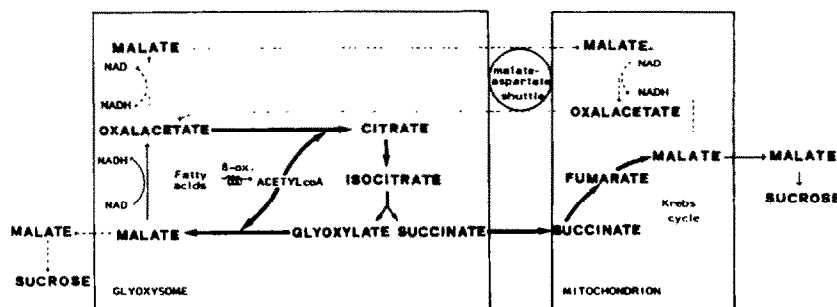 MALATE
NAD
NADH
OXALACETATE
CITRATE
NADH
NAD
Fatty acids
β-ox.
ACETYLcoA
ISOCITRATE
MALATE
MALATE
GLYOXYLATE
SUCCINATE
SUCROSE
GLYOXYSOME
malate-
aspartate
shuttle
MALATE
NAD
NADH
OXALACETATE
MALATE
MALATE
FUMARATE
SUCROSE
Krebs
cycle
SUCCINATE
MITOCHONDRION